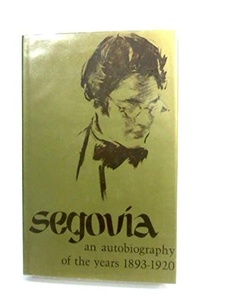 segovia
an autobiography
of the years 1893-1920